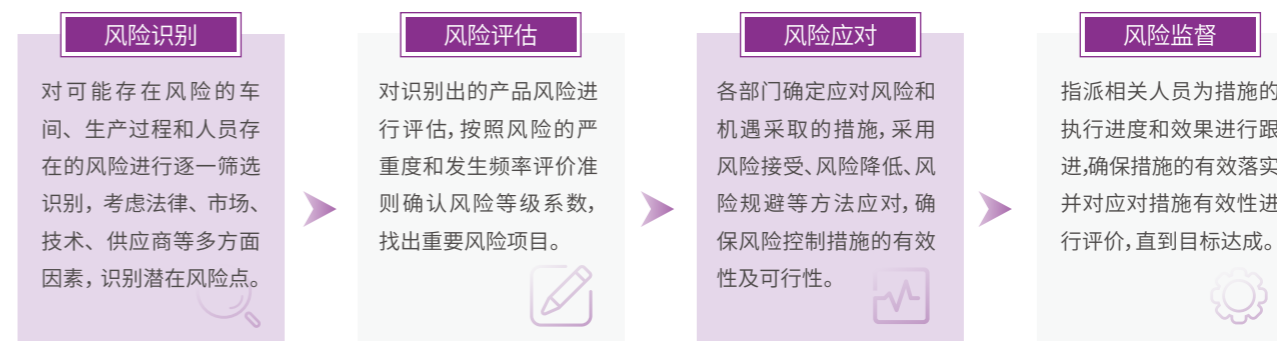 风险识别
对可能存在风险的车
间、生产过程和人员存
在的风险进行逐一筛选
识别，考虑法律、市场、
技术、供应商等多方面
因素，识别潜在风险点。
风险评估
对识别出的产品风险进
行评估，按照风险的严
重度和发生频率评价准
则确认风险等级系数，
找出重要风险项目。
风险应对
各部门确定应对风险和
机遇采取的措施，采用
风险接受、风险降低、风
险规避等方法应对，确
保风险控制措施的有效
性及可行性。
风险监督
指派相关人员为措施的
执行进度和效果进行跟
进，确保措施的有效落实
并对应对措施有效性进
行评价，直到目标达成。